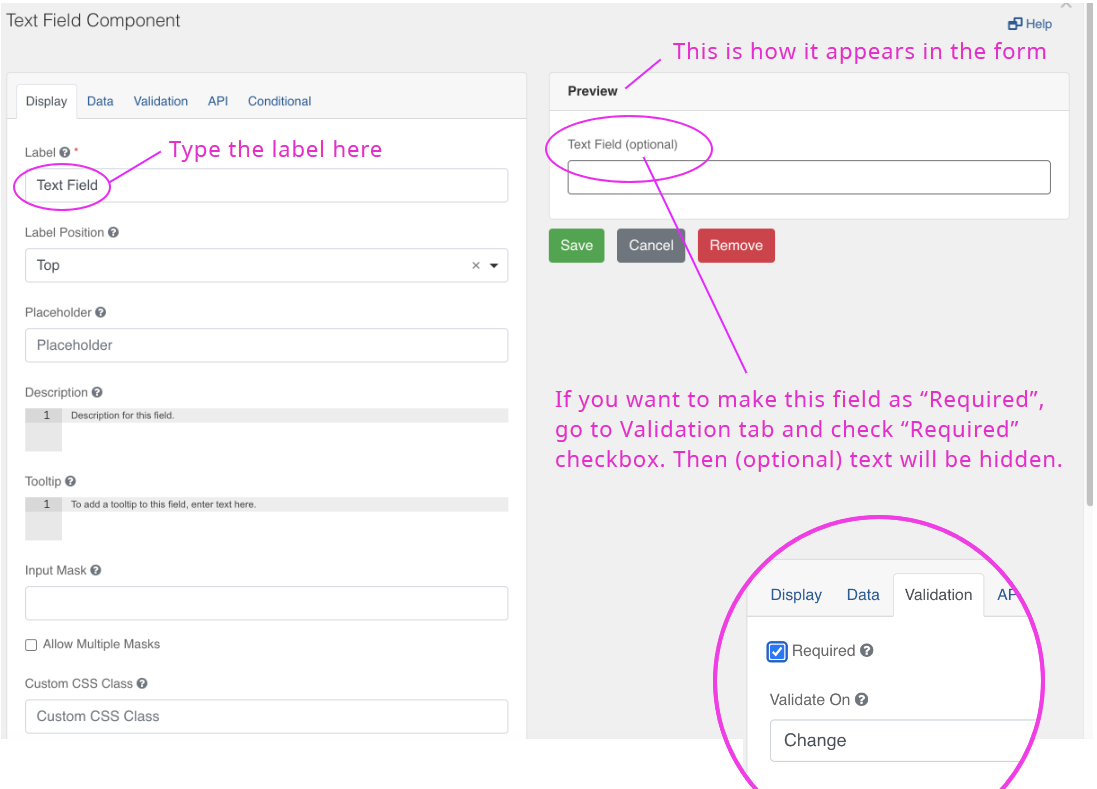 Text Field Component
Help
This is how it appears in the form
Display Data Validation API Conditional
Preview
Label *
Type the label here
Text Field
Text Field (optional)
Label Position
Save Cancel Remove
Top
Placeholder
Placeholder
Description
1 Description for this field.
If you want to make this field as “Required”,
go to Validation tab and check “Required”
checkbox. Then (optional) text will be hidden.
Tooltip
1 To add a tooltip to this field, enter text here.
Input Mask
Allow Multiple Masks
Custom CSS Class
Custom CSS Class
Display Data Validation AP
Required
Validate On
Change